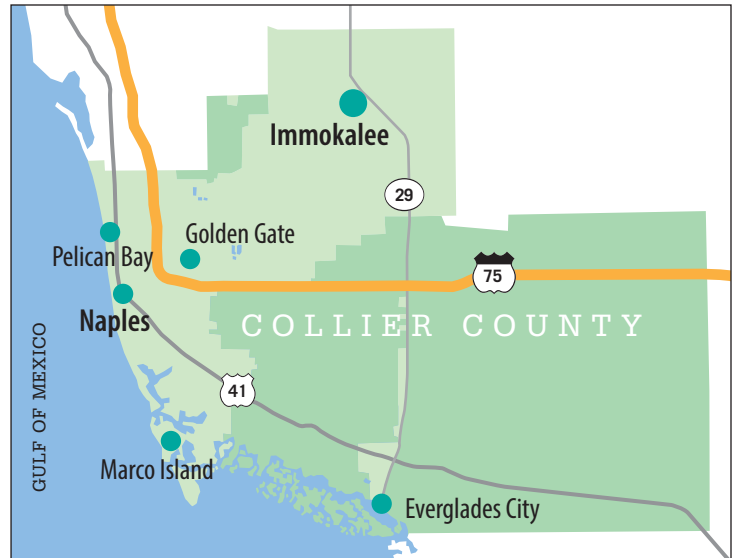 Immokalee
29
Golden Gate
Pelican Bay
75
Naples
COLLIER COUNTY
GULF OF MEXICO
41
Marco Island
Everglades City